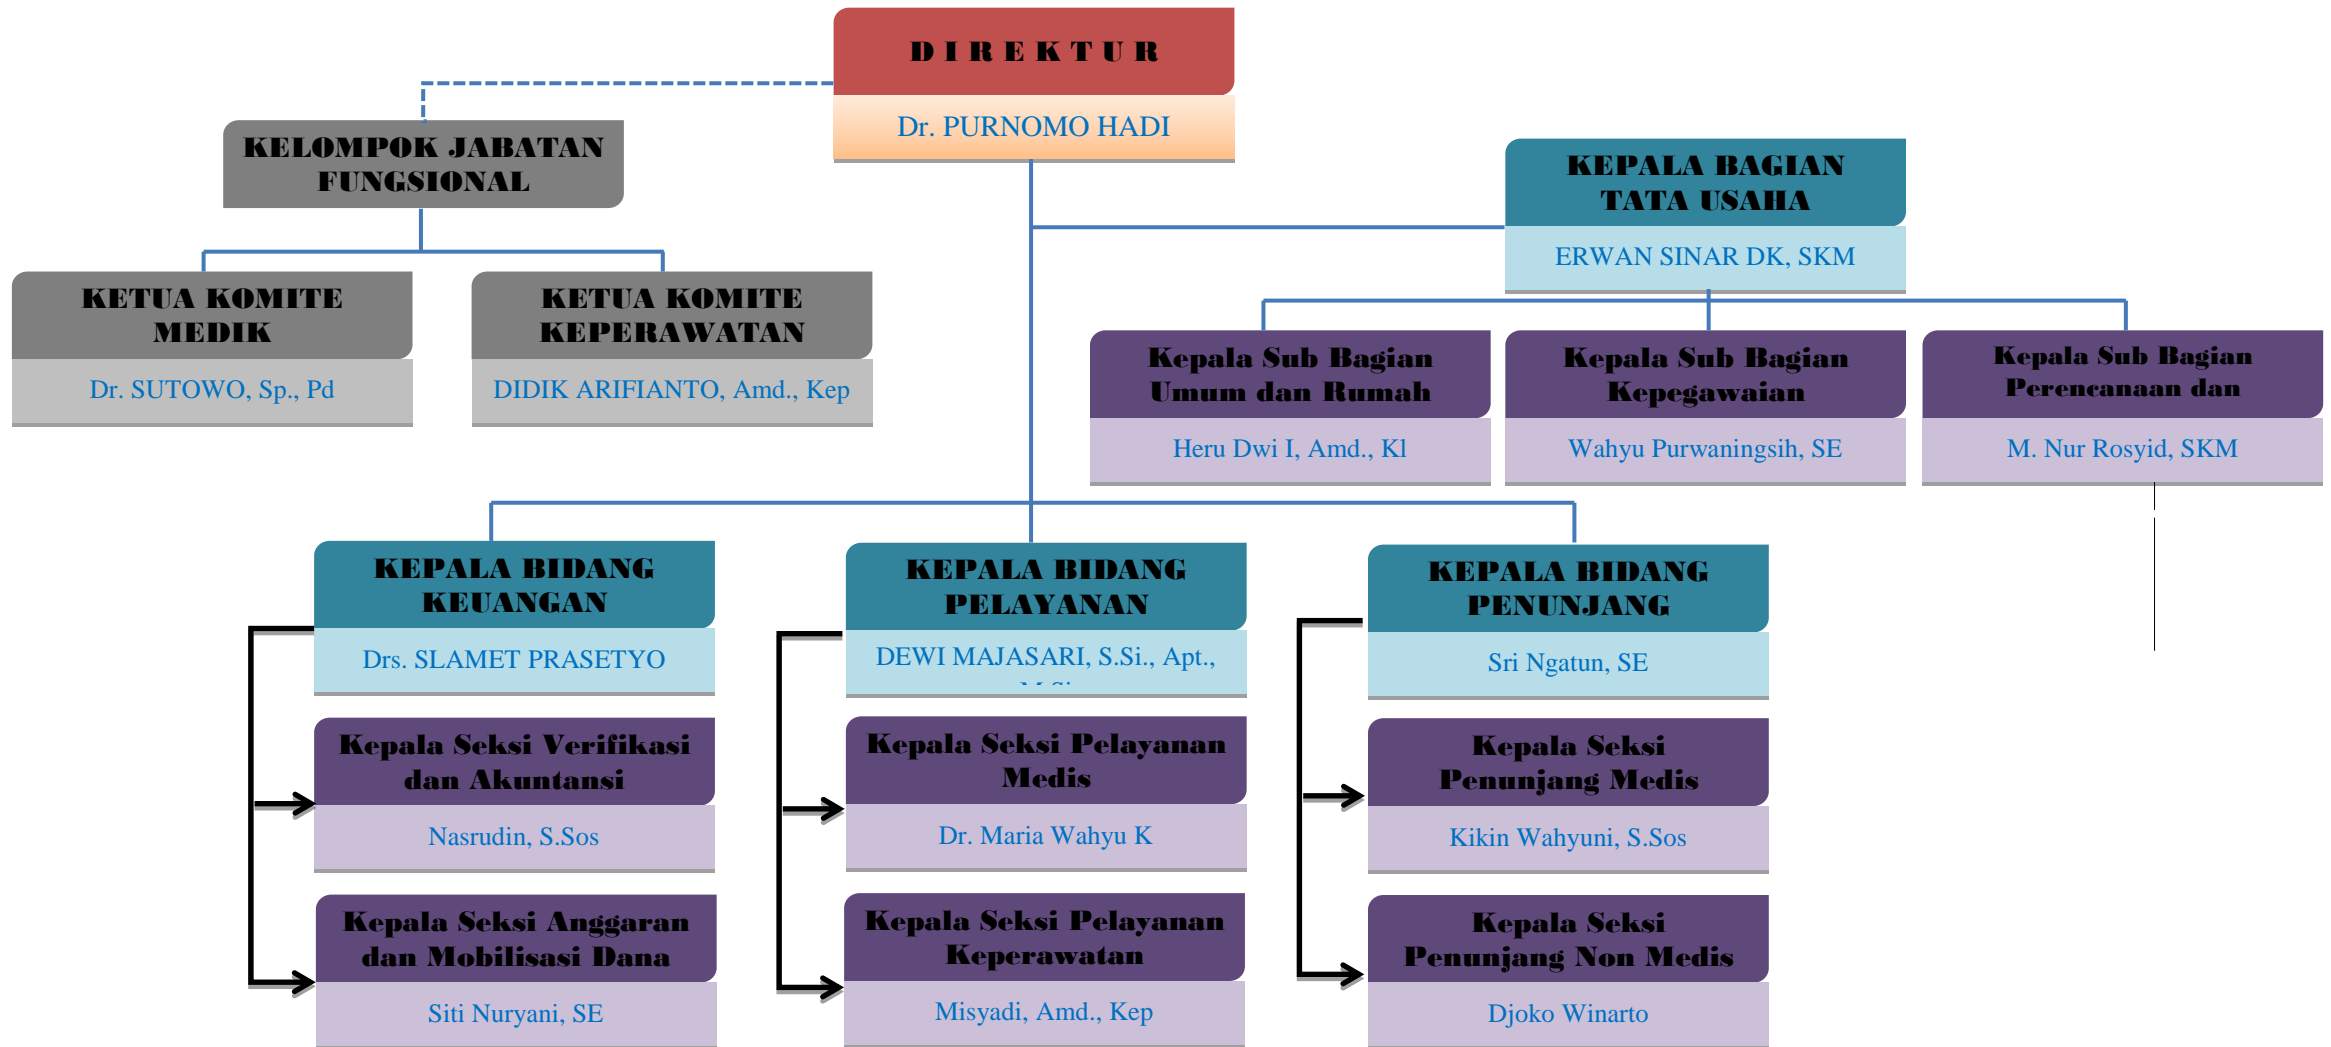 D I R E K T U R
Dr. PURNOMO HADI
KELOMPOK JABATAN
FUNGSIONAL
KEPALA BAGIAN
TATA USAHA
ERWAN SINAR DK, SKM
KETUA KOMITE
MEDIK
Dr. SUTOWO, Sp., Pd
KETUA KOMITE
KEPERAWATAN
DIDIK ARIFIANTO, Amd., Kep
Kepala Sub Bagian
Umum dan Rumah
Heru Dwi I, Amd., Kl
Kepala Sub Bagian
Kepegawaian
Wahyu Purwaningsih, SE
Kepala Sub Bagian
Perencanaan dan
M. Nur Rosyid, SKM
KEPALA BIDANG
KEUANGAN
Drs. SLAMET PRASETYO
KEPALA BIDANG
PELAYANAN
DEWI MAJASARI, S.Si., Apt.,
KEPALA BIDANG
PENUNJANG
Sri Ngatun, SE
Kepala Seksi Verifikasi
dan Akuntansi
Nasrudin, S.Sos
Kepala Seksi Pelayanan
Medis
Dr. Maria Wahyu K
Kepala Seksi
Penunjang Medis
Kikin Wahyuni, S.Sos
Kepala Seksi Anggaran
dan Mobilisasi Dana
Siti Nuryani, SE
Kepala Seksi Pelayanan
Keperawatan
Misyadi, Amd., Kep
Kepala Seksi
Penunjang Non Medis
Djoko Winarto